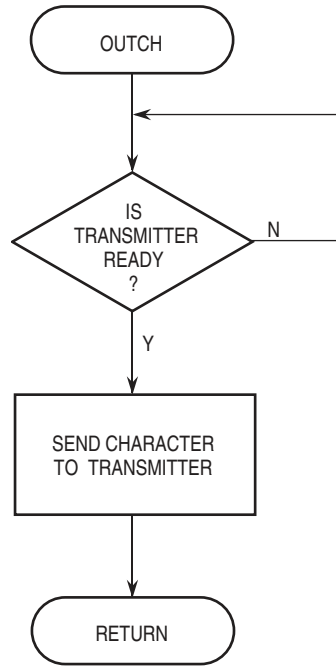 OUTCH
IS
TRANSMITTER
READY
?
N
Y
SEND CHARACTER
TO TRANSMITTER
RETURN